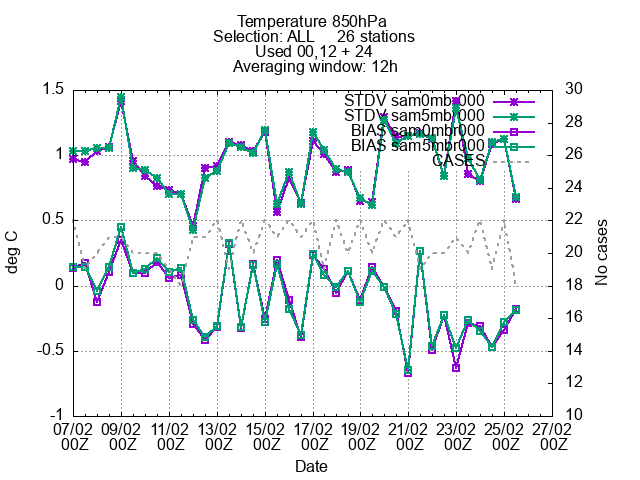 Temperature 850hPa
Selection: ALL 26 stations
Used 00,12 + 24
Averaging window: 12h
1.5
1
0.5
0
-0.5
-1
deg C
30
28
26
24
22
20
18
16
14
12
10
No cases
STDV sam0mbr000
STDV sam5mbr000
BIAS sam0mbr000
BIAS sam5mbr000
CASES
07/02 09/02 11/02 13/02 15/02 17/02 19/02 21/02 23/02 25/02 27/02
00Z 00Z 00Z 00Z 00Z 00Z 00Z 00Z 00Z 00Z 00Z
Date